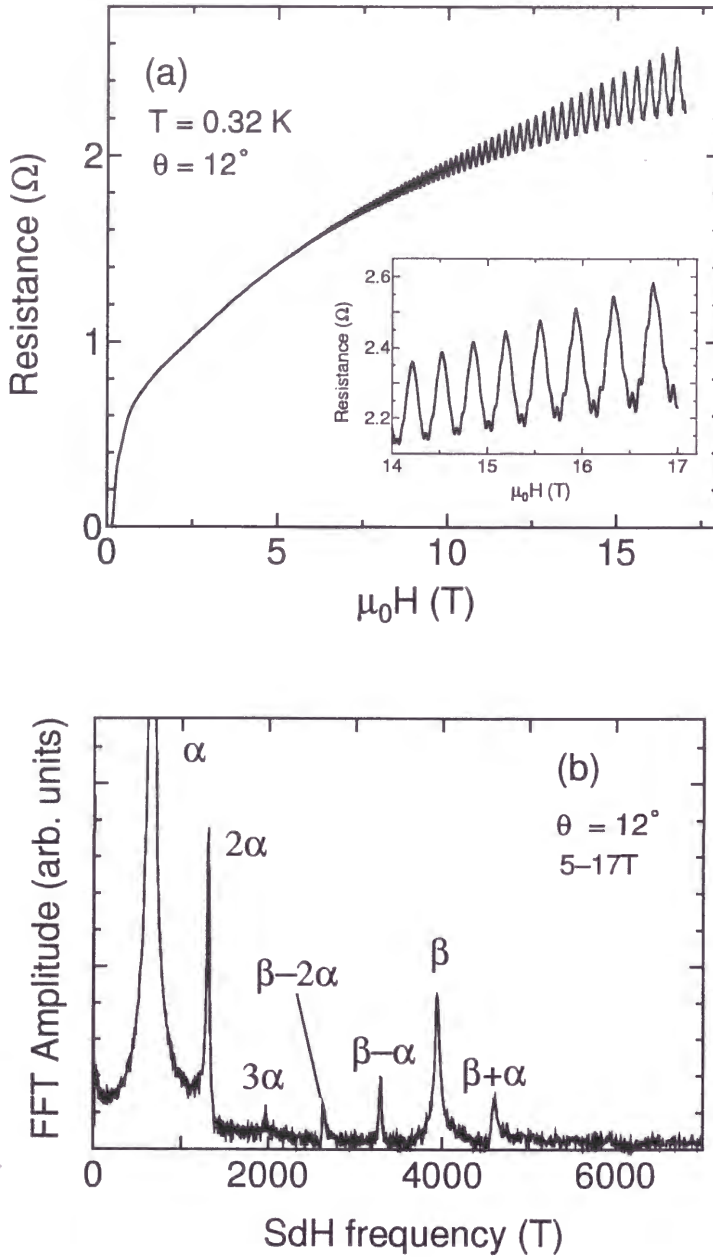 (a)
T = 0.32 K
θ = 12°
Resistance (Ω)
2
1
0
0
5
10
15
μ₀H (T)
Resistance (Ω)
2.6
2.4
2.2
14
15
16
17
μ₀H (T)
(b)
θ = 12°
5–17T
α
2α
3α
β–2α
β–α
β
β+α
FFT Amplitude (arb. units)
0
2000
4000
6000
SdH frequency (T)